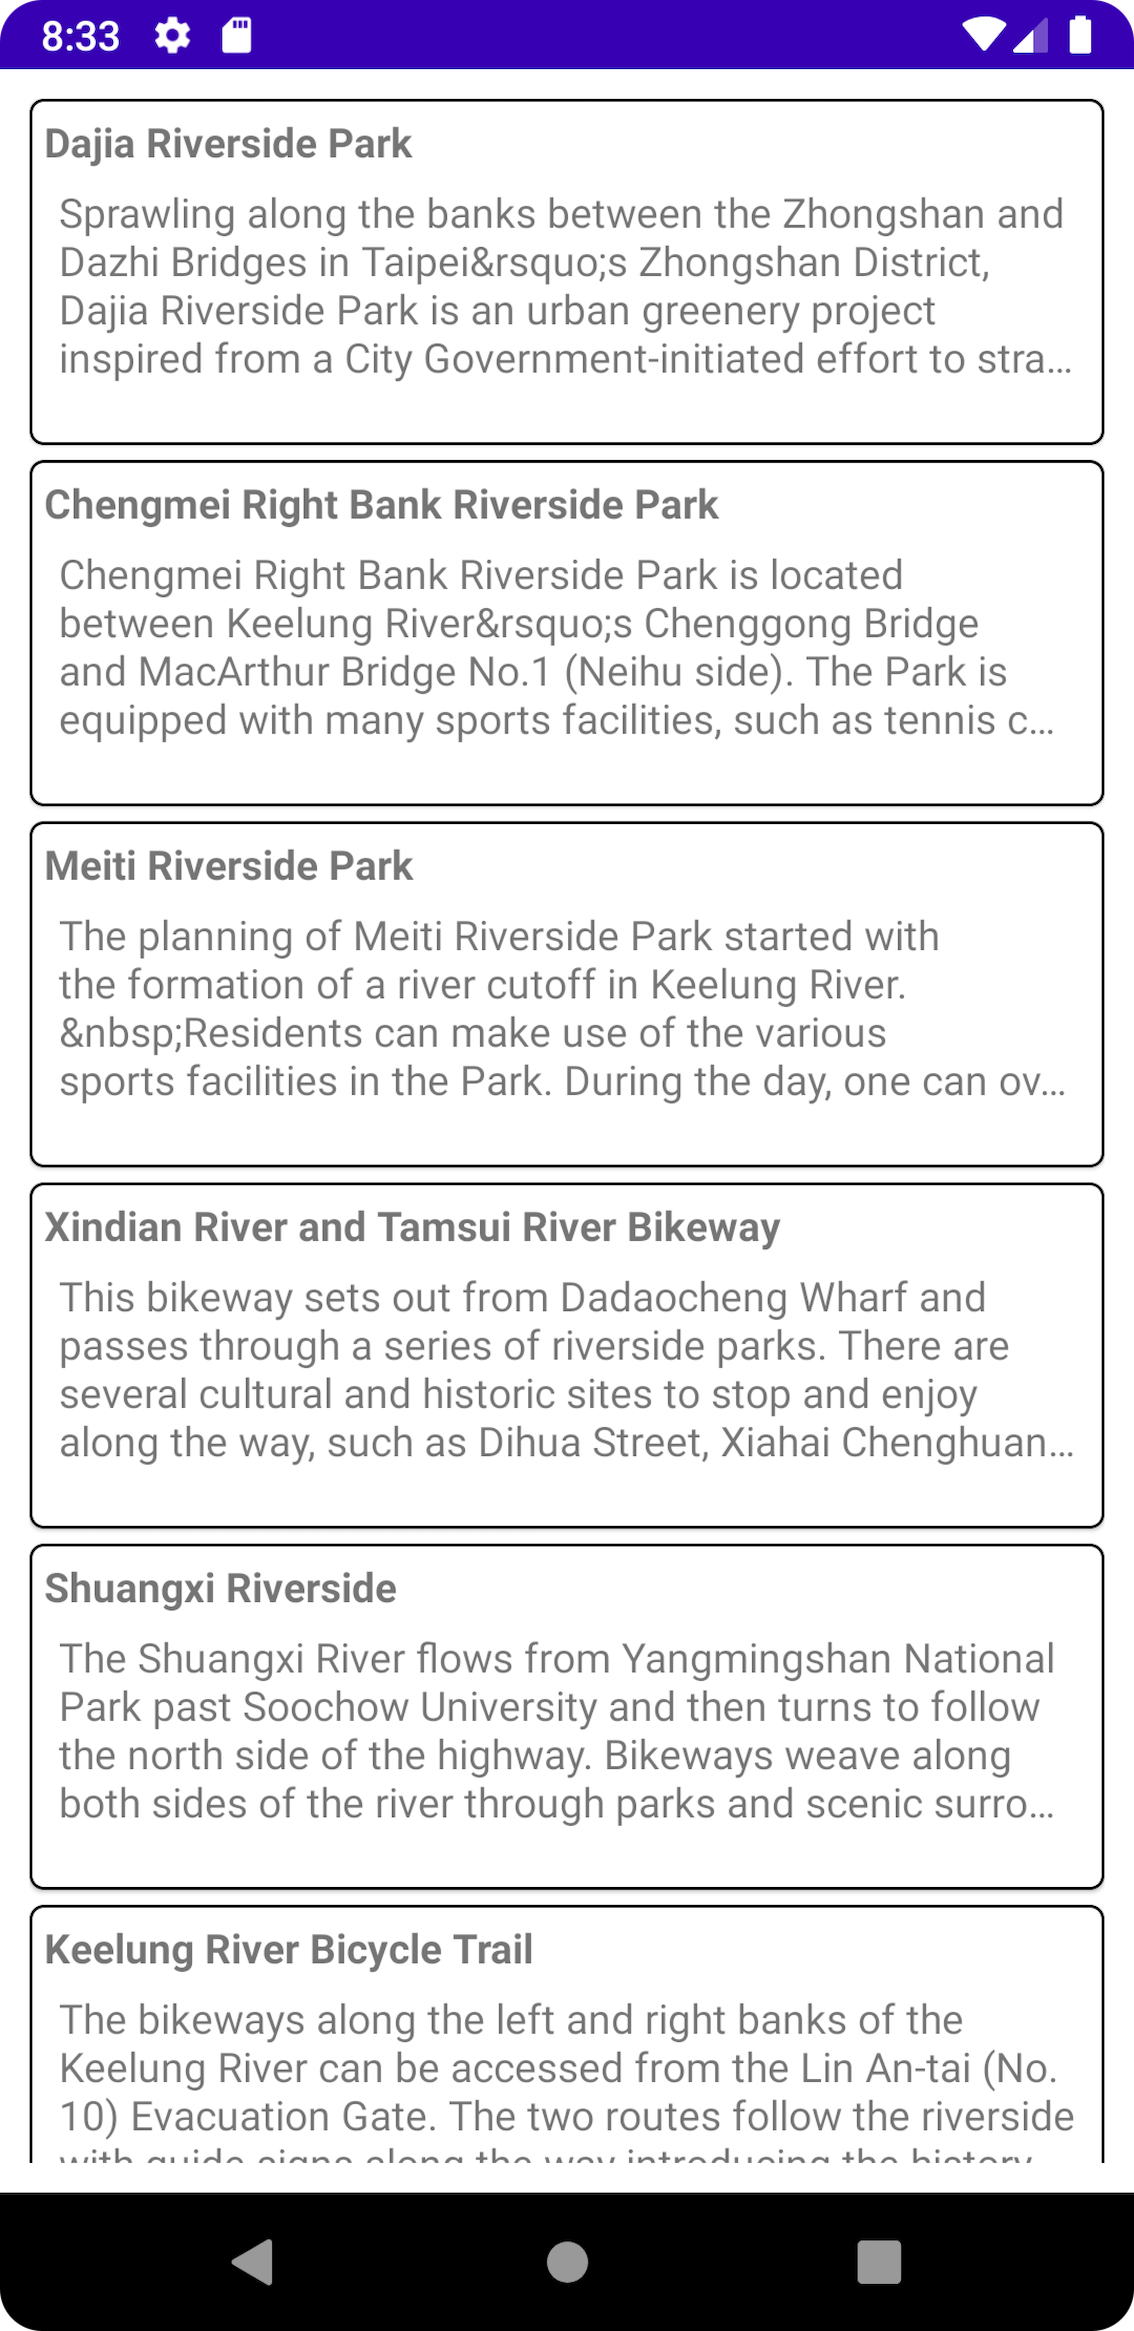 8:33
Dajia Riverside Park
Sprawling along the banks between the Zhongshan and
Dazhi Bridges in Taipei&rsquo;s Zhongshan District,
Dajia Riverside Park is an urban greenery project
inspired from a City Government-initiated effort to stra…
Chengmei Right Bank Riverside Park
Chengmei Right Bank Riverside Park is located
between Keelung River&rsquo;s Chenggong Bridge
and MacArthur Bridge No.1 (Neihu side). The Park is
equipped with many sports facilities, such as tennis c…
Meiti Riverside Park
The planning of Meiti Riverside Park started with
the formation of a river cutoff in Keelung River.
&nbsp;Residents can make use of the various
sports facilities in the Park. During the day, one can ov…
Xindian River and Tamsui River Bikeway
This bikeway sets out from Dadaocheng Wharf and
passes through a series of riverside parks. There are
several cultural and historic sites to stop and enjoy
along the way, such as Dihua Street, Xiahai Chenghuan…
Shuangxi Riverside
The Shuangxi River flows from Yangmingshan National
Park past Soochow University and then turns to follow
the north side of the highway. Bikeways weave along
both sides of the river through parks and scenic surro…
Keelung River Bicycle Trail
The bikeways along the left and right banks of the
Keelung River can be accessed from the Lin An-tai (No.
10) Evacuation Gate. The two routes follow the riverside
with guide signs along the way introducing the history